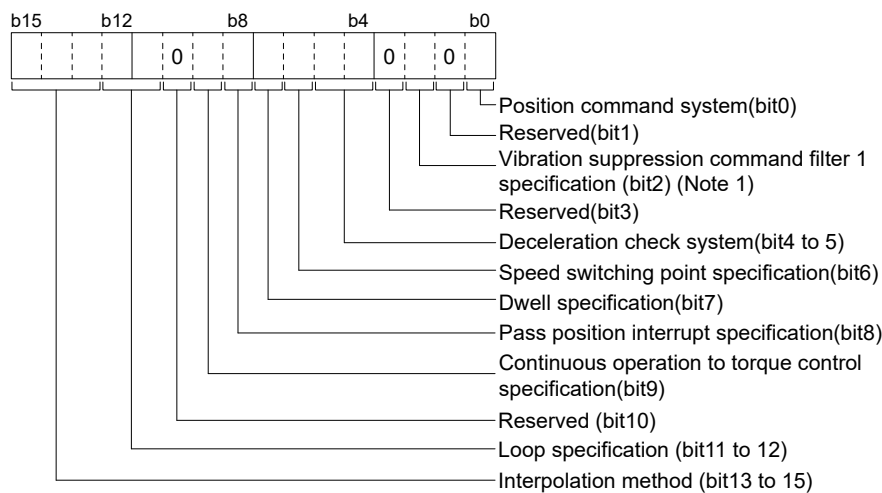 b15 b12 b8 b4 b0
0 0 0
Position command system(bit0)
Reserved(bit1)
Vibration suppression command filter 1
specification (bit2) (Note 1)
Reserved(bit3)
Deceleration check system(bit4 to 5)
Speed switching point specification(bit6)
Dwell specification(bit7)
Pass position interrupt specification(bit8)
Continuous operation to torque control
specification(bit9)
Reserved (bit10)
Loop specification (bit11 to 12)
Interpolation method (bit13 to 15)